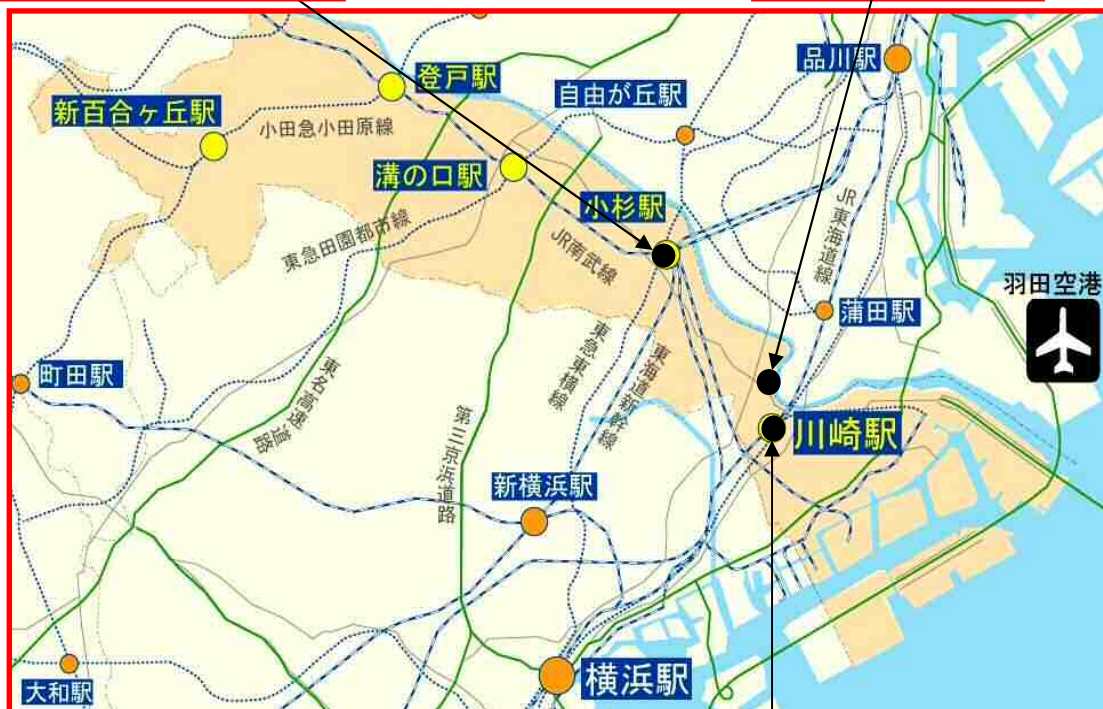 品川駅
登戸駅
自由が丘駅
新百合ヶ丘駅
小田急小田原線
溝の口駅
小杉駅
JR東海道線
東急田園都市線
JR南武線
羽田空港
蒲田駅
町田駅
東名高速道路
第三京浜道路
東急東横線
東海道新幹線
川崎駅
新横浜駅
横浜駅
大和駅